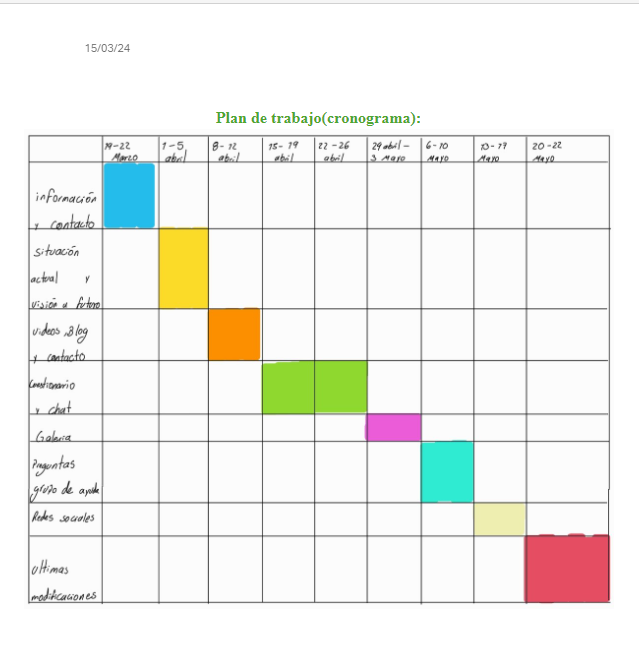 15/03/24
Plan de trabajo(cronograma):
19-22 Marzo
1-5 abril
8-12 abril
15-19 abril
22-26 abril
29 abril - 3 Mayo
6-10 Mayo
13-17 Mayo
20-22 Mayo
información
y contacto
situación
actual y
visión a futuro
videos, Blog
y contacto
Cuestionario
y chat
Galeria
Preguntas
grupo de ayuda
Redes sociales
ultimas
modificaciones